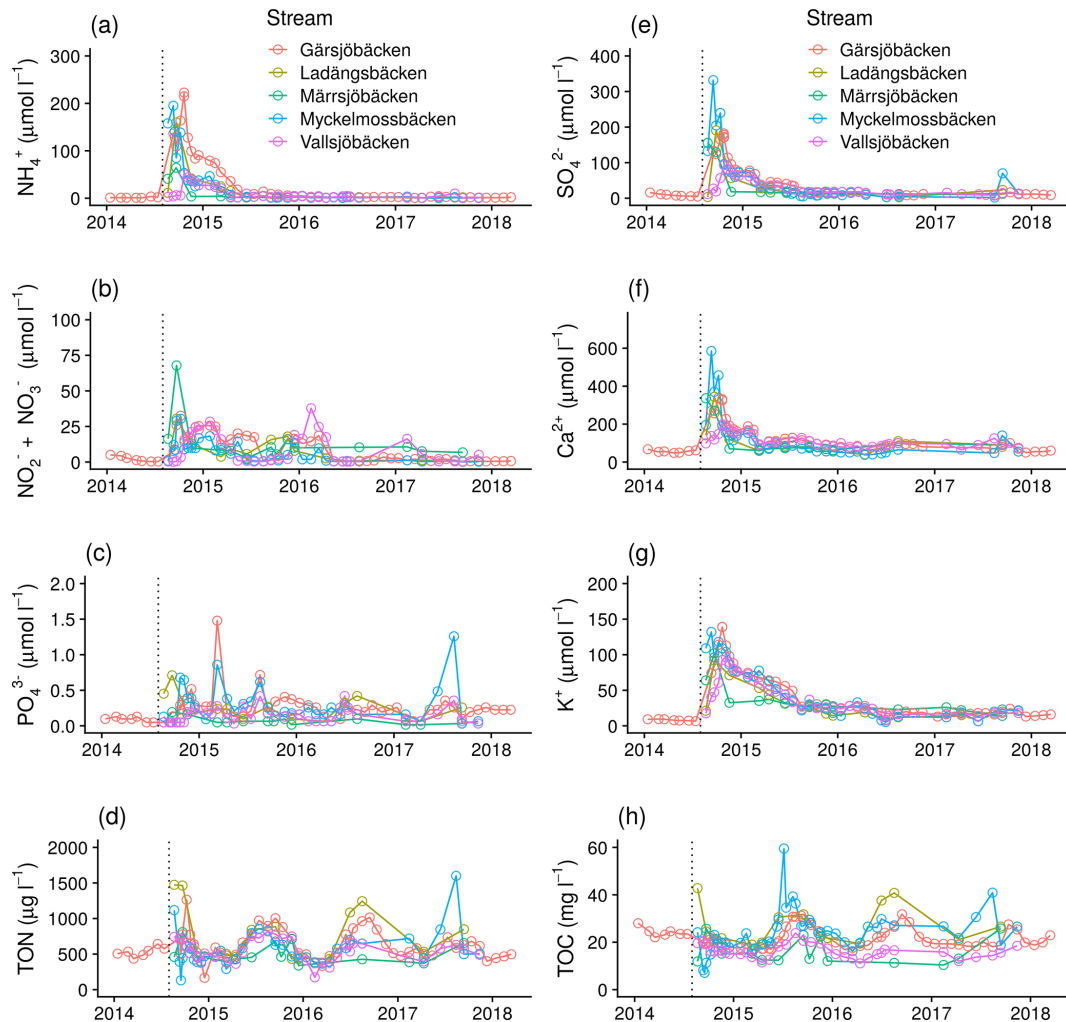 (a)
Stream
Gärsjöbäcken
Ladängsbäcken
Märrsjöbäcken
Myckelmossbäcken
Vallsjöbäcken
NH₄⁺ (μmol l⁻¹)
300
200
100
0
2014 2015 2016 2017 2018
(e)
Stream
Gärsjöbäcken
Ladängsbäcken
Märrsjöbäcken
Myckelmossbäcken
Vallsjöbäcken
SO₄²⁻ (μmol l⁻¹)
400
300
200
100
0
2014 2015 2016 2017 2018
(b)
NO₂⁻ + NO₃⁻ (μmol l⁻¹)
100
75
50
25
0
2014 2015 2016 2017 2018
(f)
Ca²⁺ (μmol l⁻¹)
600
400
200
0
2014 2015 2016 2017 2018
(c)
PO₄³⁻ (μmol l⁻¹)
2.0
1.5
1.0
0.5
0.0
2014 2015 2016 2017 2018
(g)
K⁺ (μmol l⁻¹)
200
150
100
50
0
2014 2015 2016 2017 2018
(d)
TON (μg l⁻¹)
2000
1500
1000
500
0
2014 2015 2016 2017 2018
(h)
TOC (mg l⁻¹)
60
40
20
0
2014 2015 2016 2017 2018